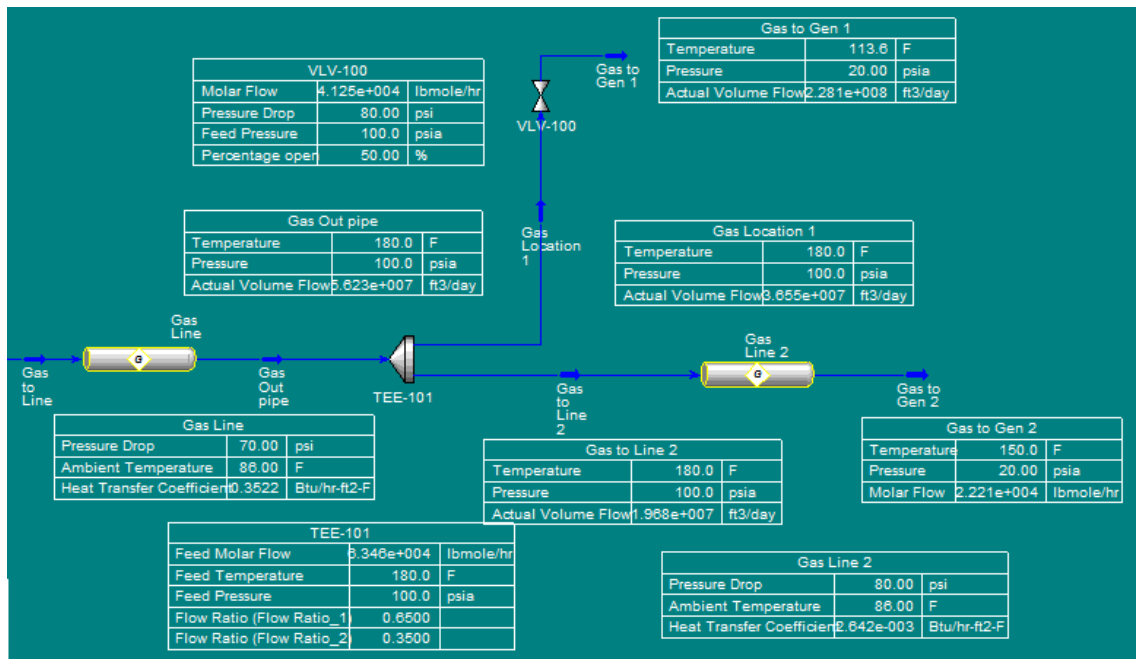 Gas to Gen 1
Temperature 113.6 F
Pressure 20.00 psia
Actual Volume Flow 2.281e+008 ft3/day
VLV-100
Molar Flow 4.125e+004 lbmole/hr
Pressure Drop 80.00 psi
Feed Pressure 100.0 psia
Percentage open 50.00 %
Gas to
Gen 1
VLV-100
Gas Out pipe
Temperature 180.0 F
Pressure 100.0 psia
Actual Volume Flow 5.623e+007 ft3/day
Gas
Location
1
Gas Location 1
Temperature 180.0 F
Pressure 100.0 psia
Actual Volume Flow 3.655e+007 ft3/day
Gas
Line
G
Gas
to
Line
Gas
Out
pipe
TEE-101
Gas
to
Line
2
Gas
Line 2
G
Gas to
Gen 2
Gas Line
Pressure Drop 70.00 psi
Ambient Temperature 86.00 F
Heat Transfer Coefficient 0.3522 Btu/hr-ft2-F
Gas to Line 2
Temperature 180.0 F
Pressure 100.0 psia
Actual Volume Flow 1.968e+007 ft3/day
Gas to Gen 2
Temperature 150.0 F
Pressure 20.00 psia
Molar Flow 2.221e+004 lbmole/hr
TEE-101
Feed Molar Flow 6.346e+004 lbmole/hr
Feed Temperature 180.0 F
Feed Pressure 100.0 psia
Flow Ratio (Flow Ratio_1) 0.6500
Flow Ratio (Flow Ratio_2) 0.3500
Gas Line 2
Pressure Drop 80.00 psi
Ambient Temperature 86.00 F
Heat Transfer Coefficient 2.642e-003 Btu/hr-ft2-F